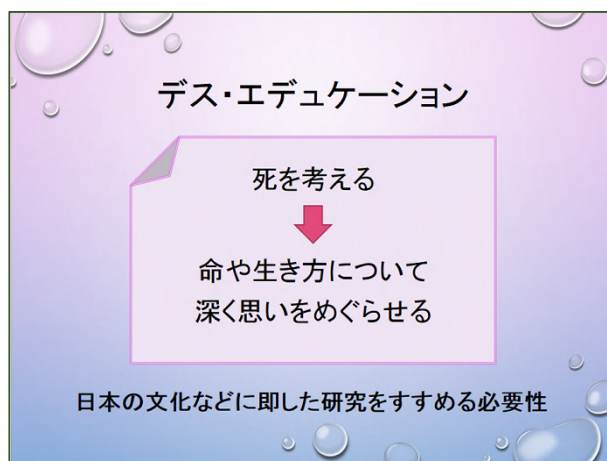 デス・エデュケーション
死を考える
命や生き方について
深く思いをめぐらせる
日本の文化などに即した研究をすすめる必要性